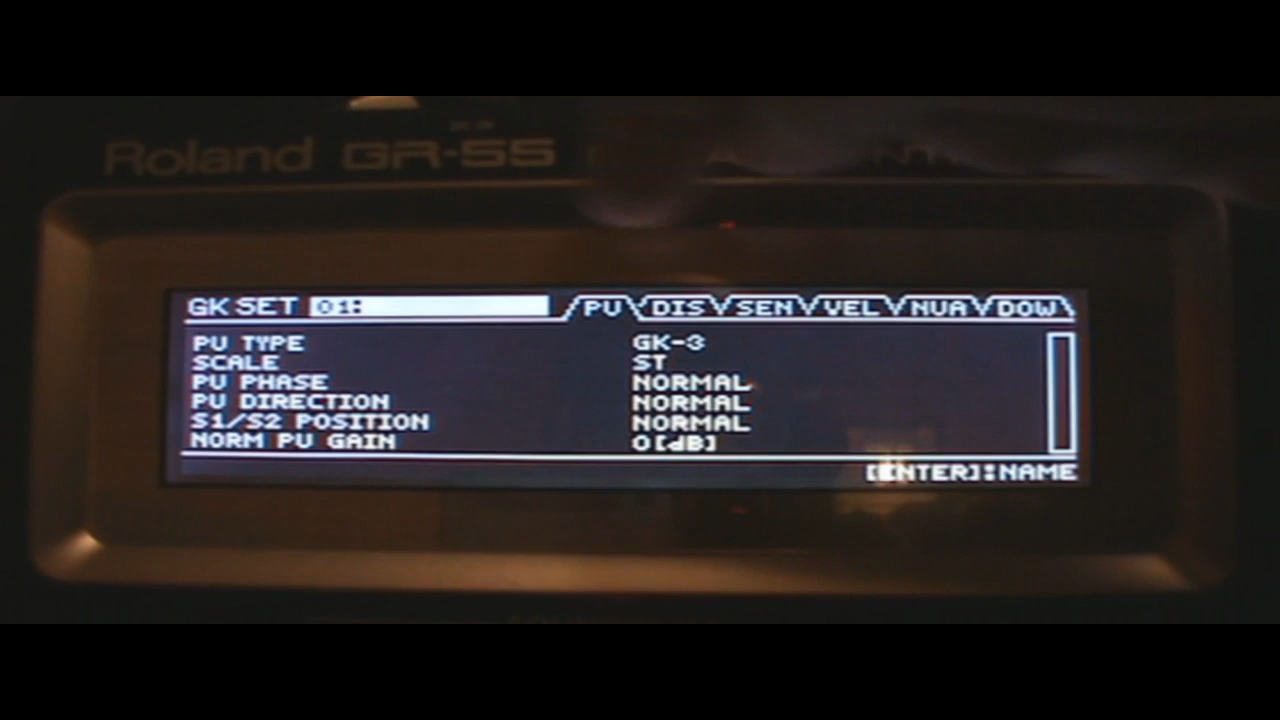 Roland GR-55
GK SET 01: PU DIS SEN VEL NUA DOW
PU TYPE GK-3
SCALE ST
PU PHASE NORMAL
PU DIRECTION NORMAL
S1/S2 POSITION NORMAL
NORM PU GAIN 0[dB]
[ENTER]:NAME